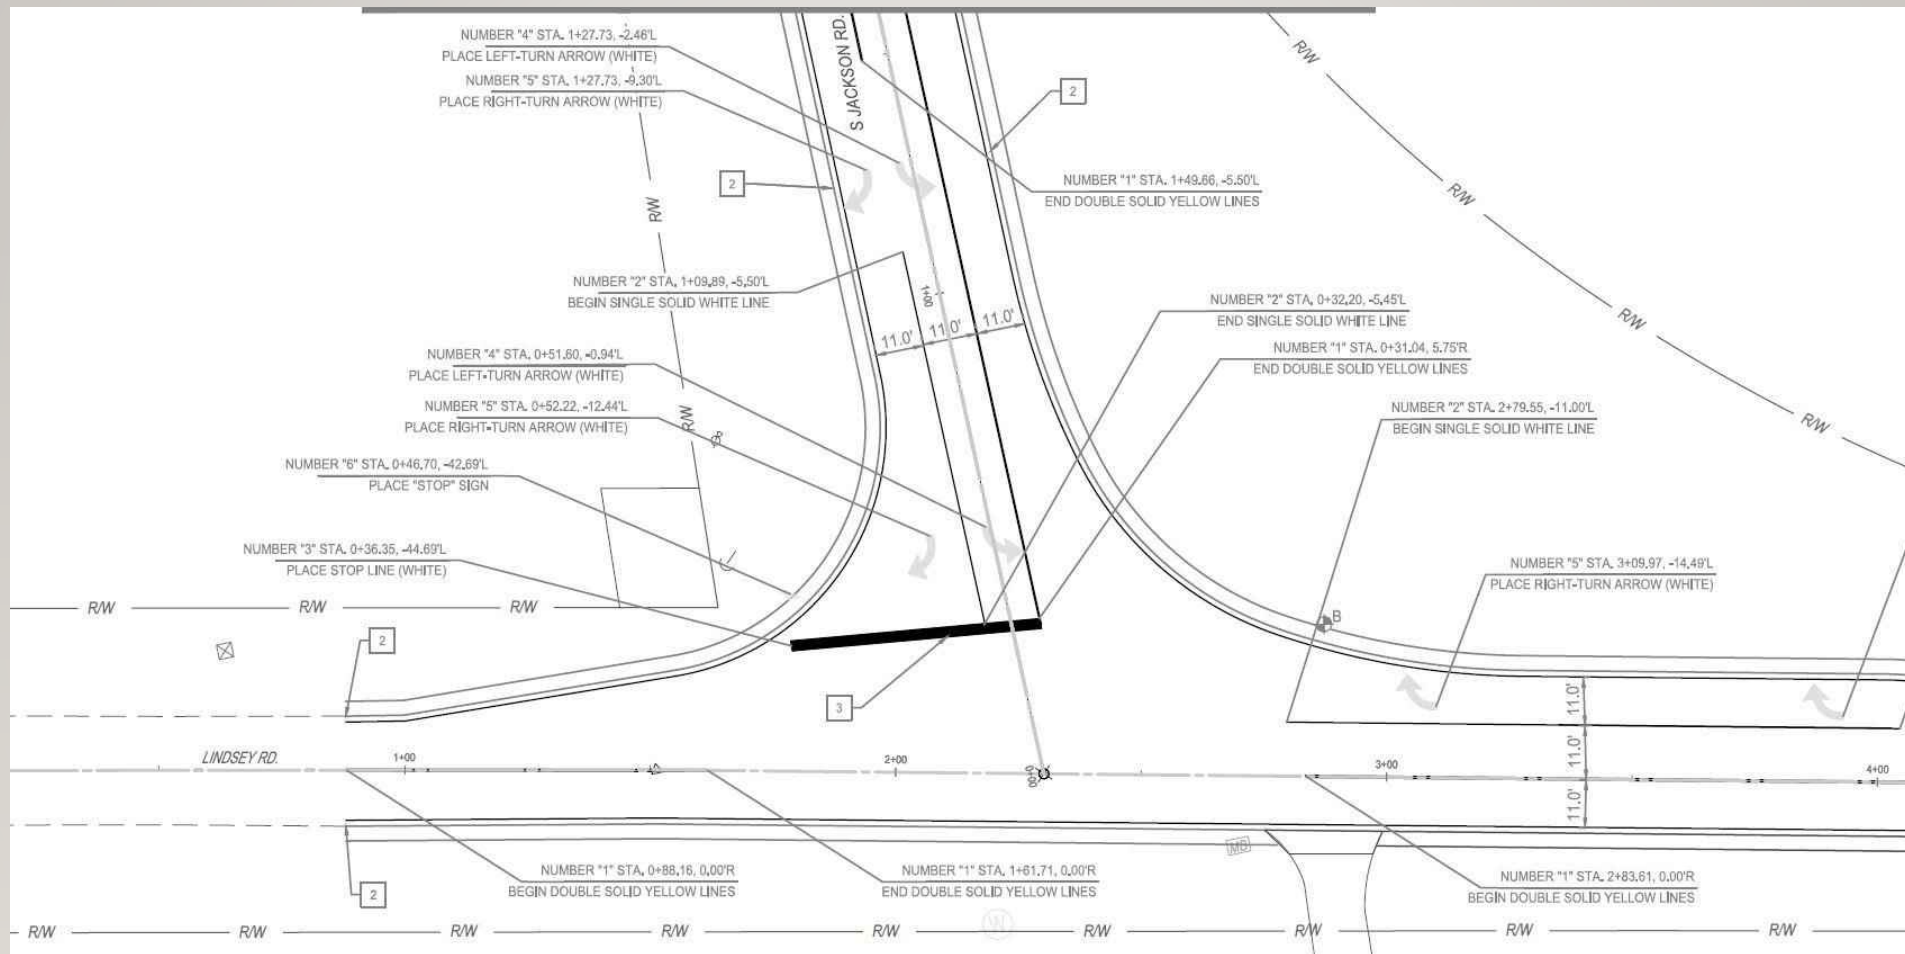 NUMBER "4" STA. 1+27.73, -2.46'L
PLACE LEFT-TURN ARROW (WHITE)
NUMBER "5" STA. 1+27.73, -9.30'L
PLACE RIGHT-TURN ARROW (WHITE)
S JACKSON RD.
R/W
2
2
NUMBER "1" STA. 1+49.66, -5.50'L
END DOUBLE SOLID YELLOW LINES
R/W
R/W
NUMBER "2" STA. 1+09.89, -5.50'L
BEGIN SINGLE SOLID WHITE LINE
1+00
11.0'
11.0'
11.0'
NUMBER "2" STA. 0+32.20, -5.45'L
END SINGLE SOLID WHITE LINE
R/W
NUMBER "4" STA. 0+51.60, -0.94'L
PLACE LEFT-TURN ARROW (WHITE)
NUMBER "1" STA. 0+31.04, 5.75'R
END DOUBLE SOLID YELLOW LINES
NUMBER "5" STA. 0+52.22, -12.44'L
PLACE RIGHT-TURN ARROW (WHITE)
R/W
NUMBER "2" STA. 2+79.55, -11.00'L
BEGIN SINGLE SOLID WHITE LINE
R/W
NUMBER "6" STA. 0+46.70, -42.69'L
PLACE "STOP" SIGN
NUMBER "3" STA. 0+36.35, -44.69'L
PLACE STOP LINE (WHITE)
NUMBER "5" STA. 3+09.97, -14.49'L
PLACE RIGHT-TURN ARROW (WHITE)
R/W
R/W
R/W
B
2
3
11.0'
11.0'
11.0'
LINDSEY RD.
1+00
2+00
0+00
3+00
4+00
MB
NUMBER "1" STA. 0+88.16, 0.00'R
BEGIN DOUBLE SOLID YELLOW LINES
NUMBER "1" STA. 1+61.71, 0.00'R
END DOUBLE SOLID YELLOW LINES
NUMBER "1" STA. 2+83.61, 0.00'R
BEGIN DOUBLE SOLID YELLOW LINES
2
W
R/W
R/W
R/W
R/W
R/W
R/W
R/W
R/W
R/W